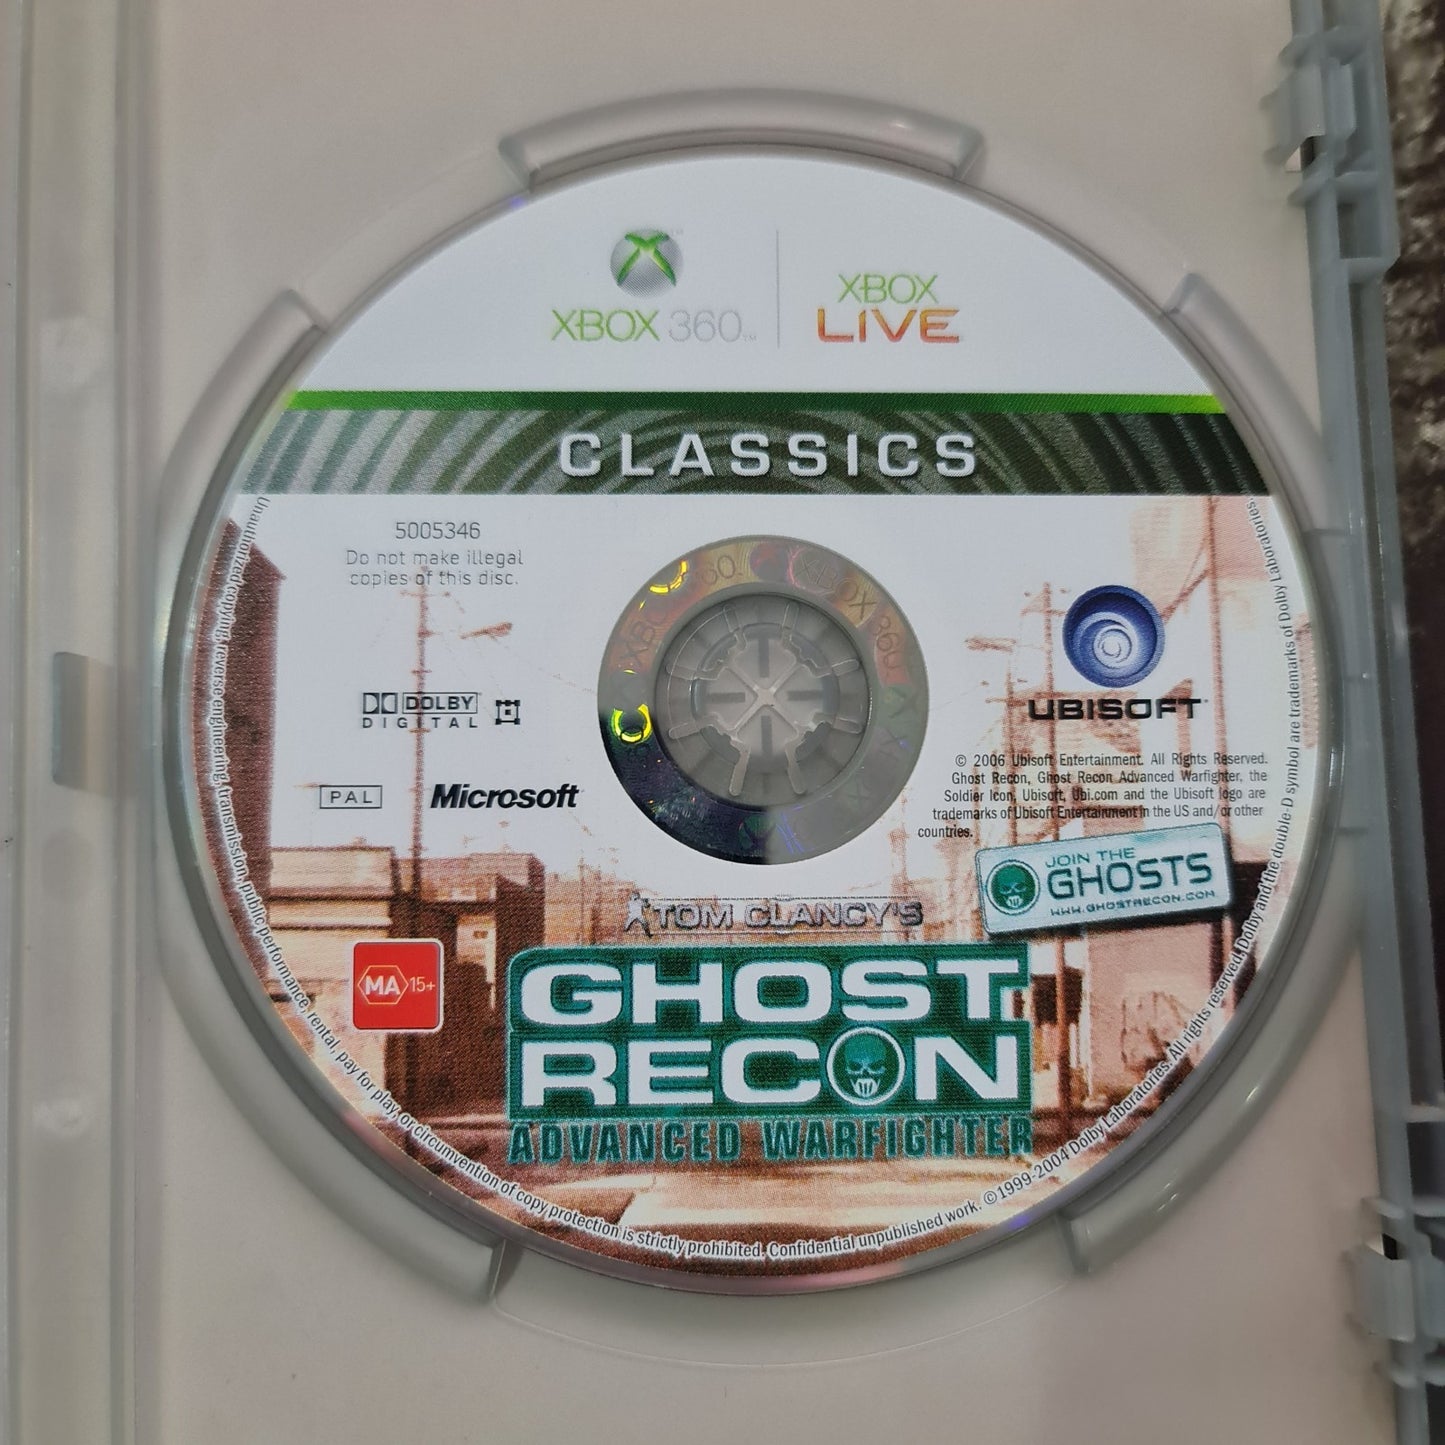 XBOX 360™
XBOX
LIVE
CLASSICS
5005346
Do not make illegal
copies of this disc.
DOLBY
DIGITAL
PAL
Microsoft
UBISOFT
© 2006 Ubisoft Entertainment. All Rights Reserved.
Ghost Recon, Ghost Recon Advanced Warfighter, the
Soldier Icon, Ubisoft, Ubi.com and the Ubisoft logo are
trademarks of Ubisoft Entertainment in the US and/or other
countries.
JOIN THE
GHOSTS
WWW.GHOSTRECON.COM
MA 15+
TOM CLANCY'S
GHOST
RECON
ADVANCED WARFIGHTER
Unauthorized copying, reverse engineering, transmission, public performance, rental, pay for play, or circumvention of copy protection is strictly prohibited. Confidential unpublished work. ©1999-2004 Dolby Laboratories. All rights reserved. Dolby and the double-D symbol are trademarks of Dolby Laboratories.
XBOX 360
XBOX 360